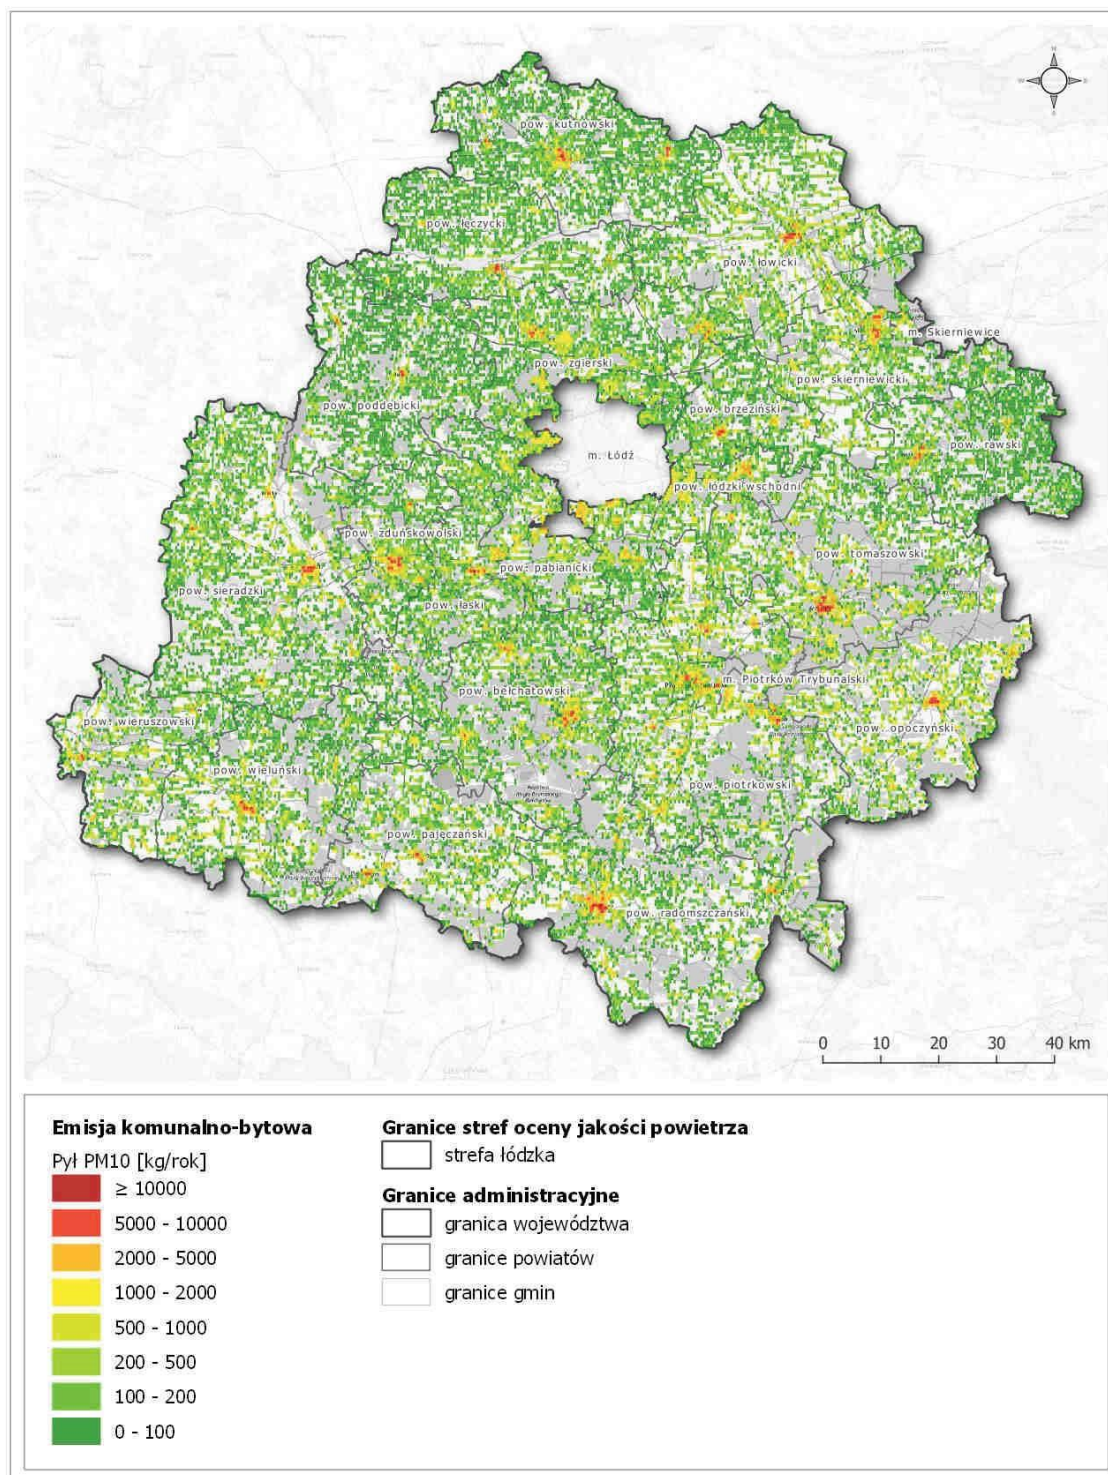 N
pow. kutnowski
pow. łęczycki
pow. łowicki
m. Skierniewice
pow. zgierski
pow. skierniewicki
pow. poddębicki
pow. brzeziński
pow. rawski
m. Łódź
pow. łódzki wschodni
pow. zduńskowolski
pow. tomaszowski
pow. pabianicki
pow. sieradzki
pow. łaski
m. Piotrków Trybunalski
pow. bełchatowski
pow. wieruszowski
pow. opoczyński
pow. wieluński
pow. piotrkowski
pow. pajęczański
pow. radomszczański
0 10 20 30 40 km
Emisja komunalno-bytowa
Pył PM10 [kg/rok]
≥ 10000
5000 - 10000
2000 - 5000
1000 - 2000
500 - 1000
200 - 500
100 - 200
0 - 100
Granice stref oceny jakości powietrza
strefa łódzka
Granice administracyjne
granica województwa
granice powiatów
granice gmin